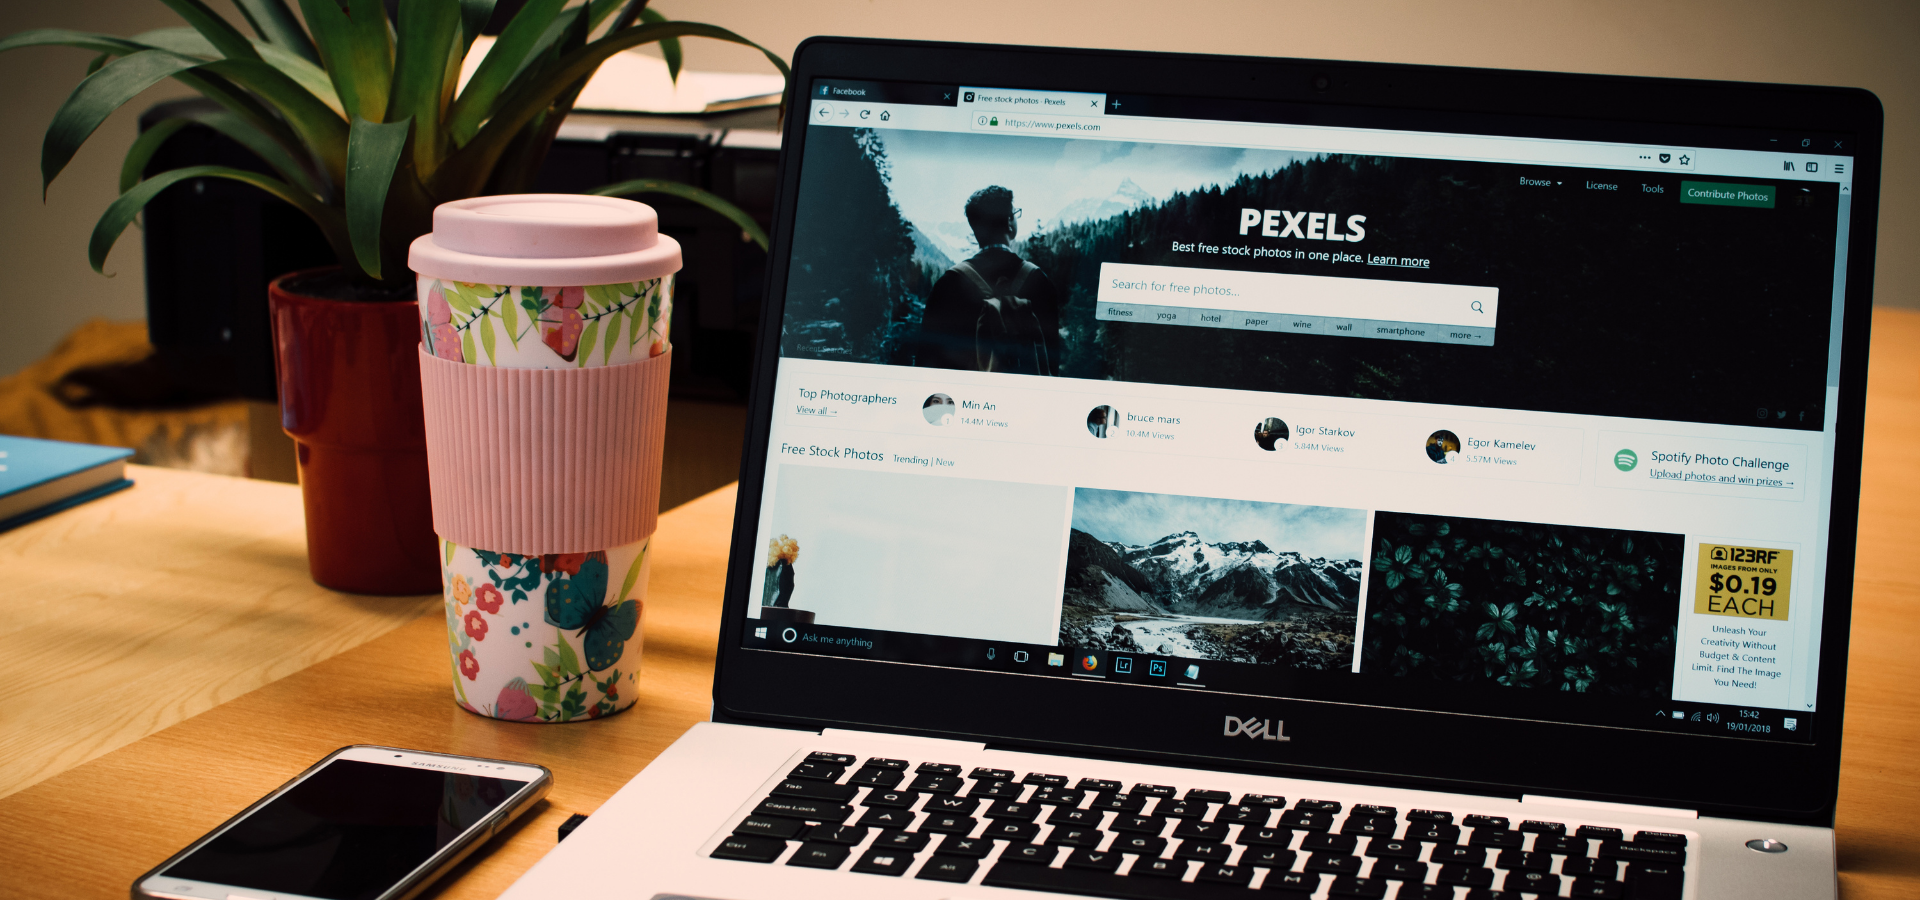 Facebook
Free stock photos · Pexels
https://www.pexels.com
Browse
License
Tools
Contribute Photos
PEXELS
Best free stock photos in one place. Learn more
Search for free photos...
fitness yoga hotel paper wine wall smartphone more →
Top Photographers
View all →
Min An
14.4M Views
bruce mars
10.4M Views
Igor Starkov
5.84M Views
Egor Kamelev
5.57M Views
Spotify Photo Challenge
Upload photos and win prizes →
Free Stock Photos Trending | New
123RF
IMAGES FROM ONLY
$0.19
EACH
Unleash Your
Creativity Without
Budget & Content
Limit. Find The Image
You Need!
Ask me anything
Lr
Ps
15:42
19/01/2018
DELL
SAMSUNG
Esc
Tab
Q W E R T Y U I O P
Caps Lock
A S D F G H J K L
Shift
Z X C V B N M
Ctrl
Fn
Alt
Insert
Delete
Backspace